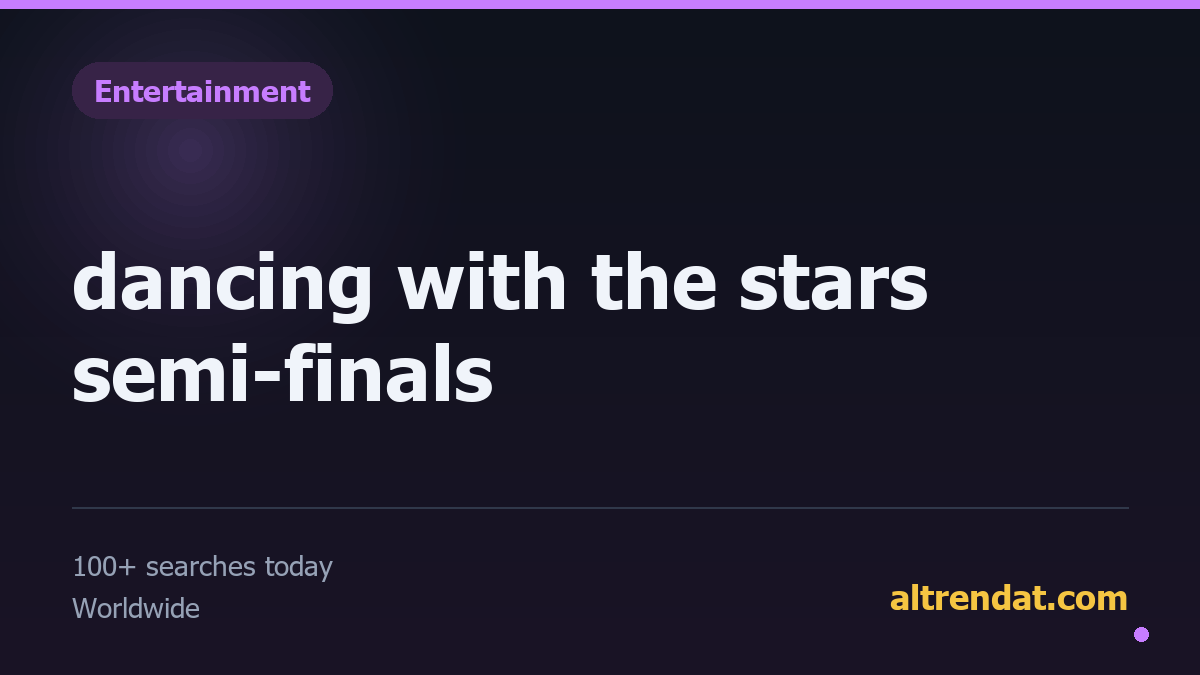 Entertainment
dancing with the stars
semi-finals
100+ searches today
Worldwide
altrendat.com